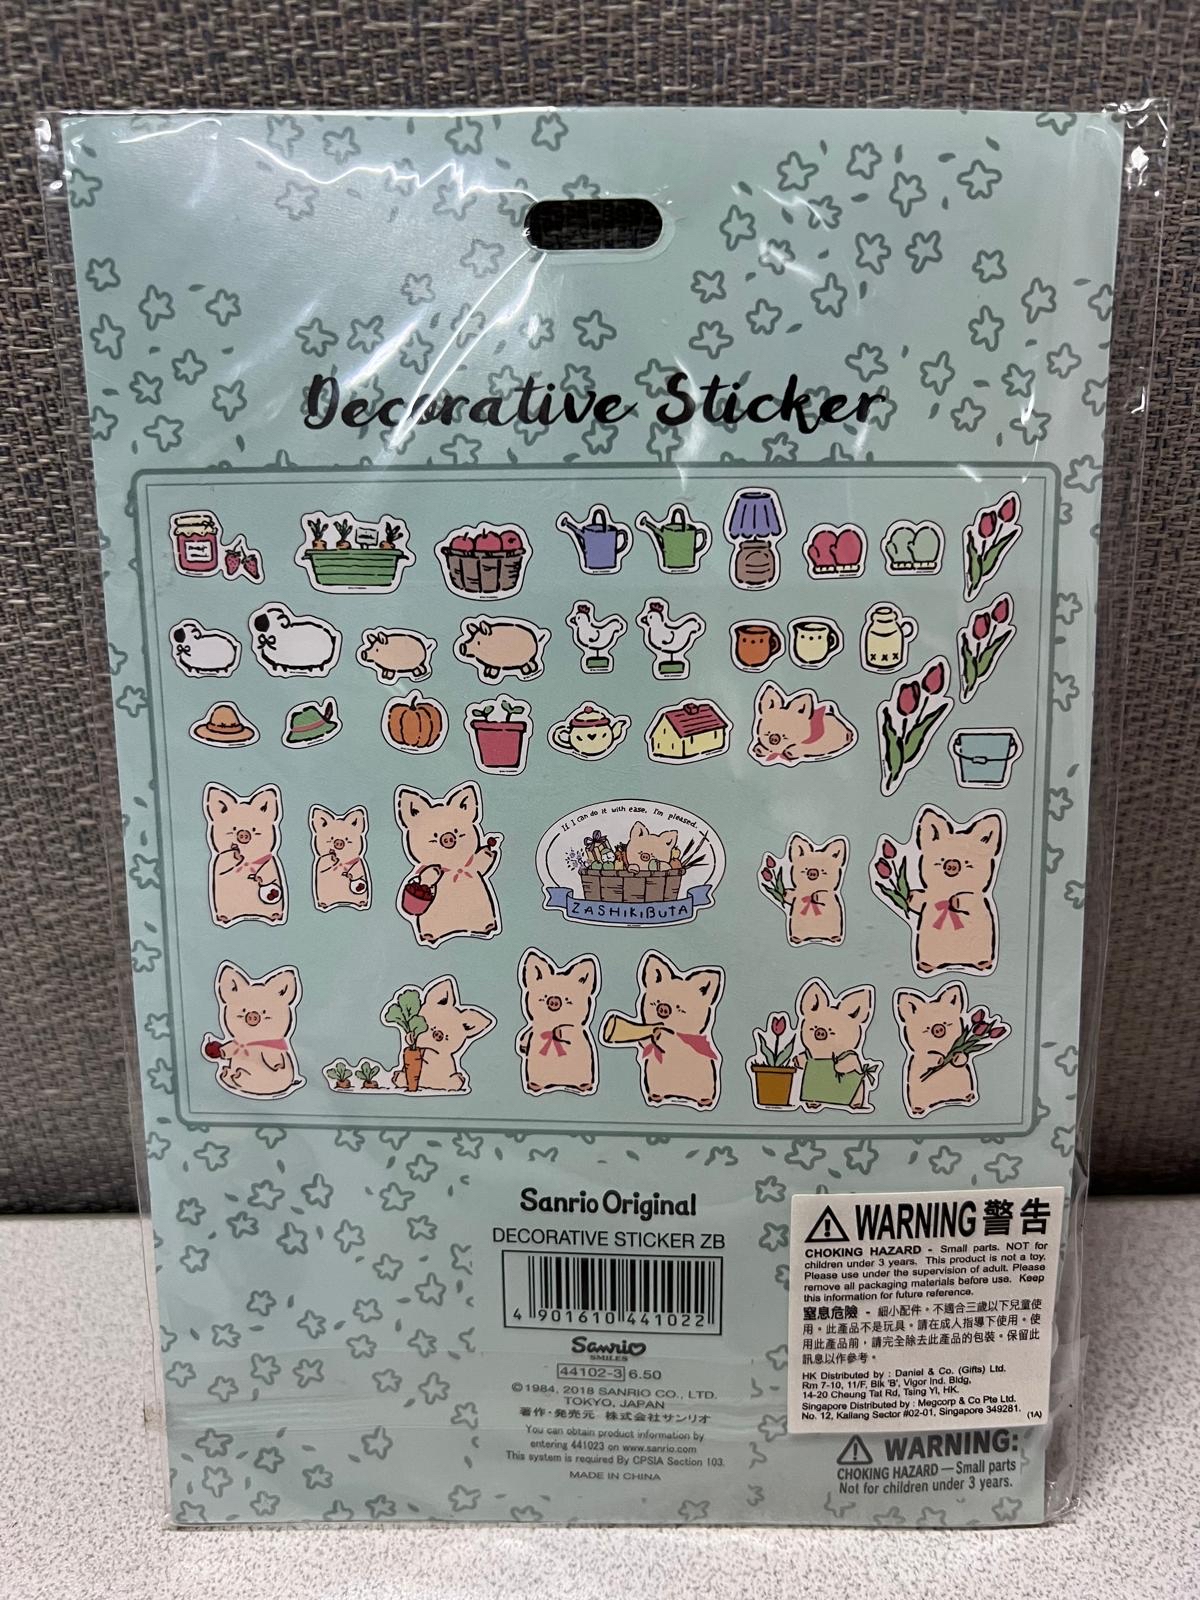 Decorative Sticker
If I can do it with ease, I'm pleased.
ZASHIKIBUTA
Sanrio Original
DECORATIVE STICKER ZB
4 901610 441022
Sanrio
SMILES
44102-3 6.50
©1984, 2018 SANRIO CO., LTD.
TOKYO, JAPAN
著作・発売元 株式会社サンリオ
You can obtain product information by
entering 441023 on www.sanrio.com
This system is required By CPSIA Section 103.
MADE IN CHINA
WARNING 警告
CHOKING HAZARD - Small parts. NOT for
children under 3 years. This product is not a toy.
Please use under the supervision of adult. Please
remove all packaging materials before use. Keep
this information for future reference.
窒息危險 - 細小配件。不適合三歲以下兒童使
用。此產品不是玩具。請在成人指導下使用。使
用此產品前，請完全除去此產品的包裝。保留此
訊息以作參考。
HK Distributed by : Daniel & Co. (Gifts) Ltd.
Rm 7-10, 11/F, Blk 'B', Vigor Ind. Bldg,
14-20 Cheung Tat Rd, Tsing Yi, HK.
Singapore Distributed by : Megcorp & Co Pte Ltd.
No. 12, Kallang Sector #02-01, Singapore 349281. (1A)
WARNING:
CHOKING HAZARD—Small parts
Not for children under 3 years.